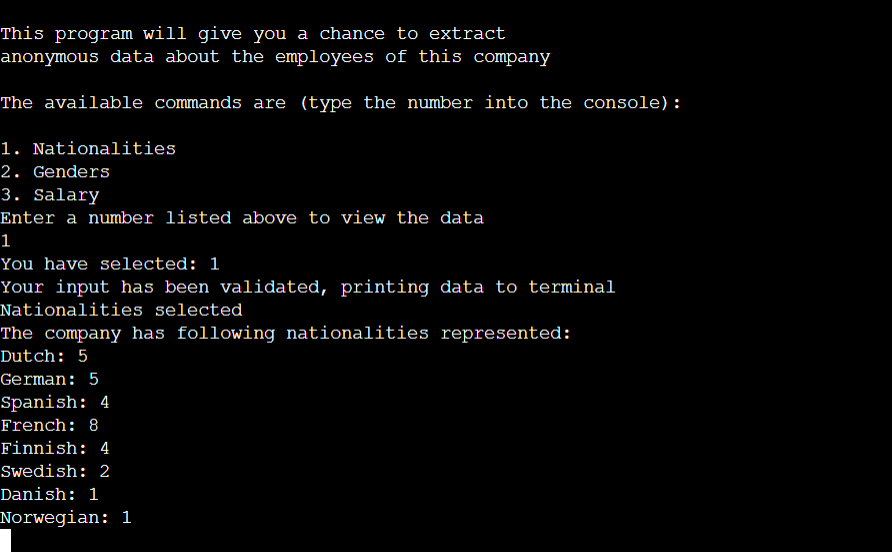 This program will give you a chance to extract
anonymous data about the employees of this company
The available commands are (type the number into the console):
1. Nationalities
2. Genders
3. Salary
Enter a number listed above to view the data
1
You have selected: 1
Your input has been validated, printing data to terminal
Nationalities selected
The company has following nationalities represented:
Dutch: 5
German: 5
Spanish: 4
French: 8
Finnish: 4
Swedish: 2
Danish: 1
Norwegian: 1